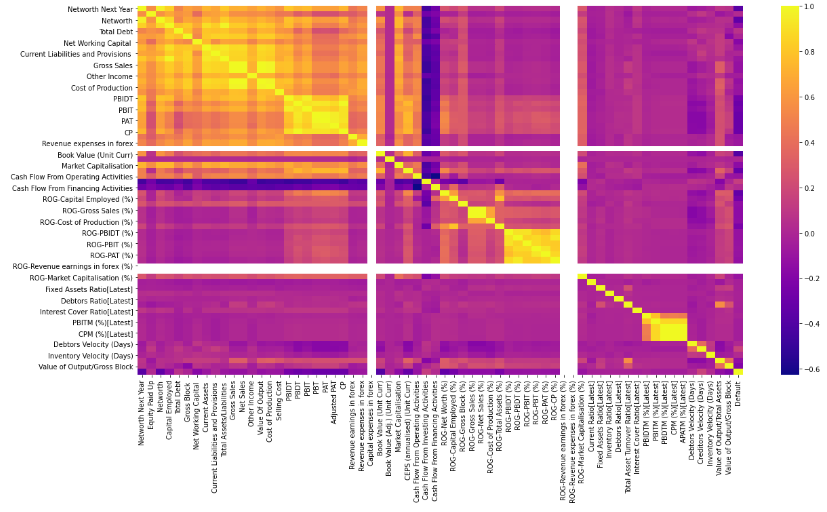 Networth Next Year
Networth
Total Debt
Net Working Capital
Current Liabilities and Provisions
Gross Sales
Other Income
Cost of Production
PBIDT
PBIT
PAT
CP
Revenue expenses in forex
Book Value (Unit Curr)
Market Capitalisation
Cash Flow From Operating Activities
Cash Flow From Financing Activities
ROG-Capital Employed (%)
ROG-Gross Sales (%)
ROG-Cost of Production (%)
ROG-PBIDT (%)
ROG-PBIT (%)
ROG-PAT (%)
ROG-Revenue earnings in forex (%)
ROG-Market Capitalisation (%)
Fixed Assets Ratio[Latest]
Debtors Ratio[Latest]
Interest Cover Ratio[Latest]
PBITM (%)[Latest]
CPM (%)[Latest]
Debtors Velocity (Days)
Inventory Velocity (Days)
Value of Output/Gross Block
Networth Next Year
Equity Paid Up
Networth
Capital Employed
Total Debt
Gross Block
Net Working Capital
Current Assets
Current Liabilities and Provisions
Total Assets/Liabilities
Gross Sales
Net Sales
Other Income
Value Of Output
Cost of Production
Selling Cost
PBIDT
PBDT
PBIT
PBT
PAT
Adjusted PAT
CP
Revenue earnings in forex
Revenue expenses in forex
Capital expenses in forex
Book Value (Unit Curr)
Book Value (Adj.) (Unit Curr)
Market Capitalisation
CEPS (annualised) (Unit Curr)
Cash Flow From Operating Activities
Cash Flow From Investing Activities
Cash Flow From Financing Activities
ROG-Net Worth (%)
ROG-Capital Employed (%)
ROG-Gross Block (%)
ROG-Gross Sales (%)
ROG-Net Sales (%)
ROG-Cost of Production (%)
ROG-Total Assets (%)
ROG-PBIDT (%)
ROG-PBDT (%)
ROG-PBIT (%)
ROG-PBT (%)
ROG-PAT (%)
ROG-CP (%)
ROG-Revenue earnings in forex (%)
ROG-Revenue expenses in forex (%)
ROG-Market Capitalisation (%)
Current Ratio[Latest]
Fixed Assets Ratio[Latest]
Inventory Ratio[Latest]
Debtors Ratio[Latest]
Total Asset Turnover Ratio[Latest]
Interest Cover Ratio[Latest]
PBIDTM (%)[Latest]
PBITM (%)[Latest]
PBDTM (%)[Latest]
CPM (%)[Latest]
APATM (%)[Latest]
Debtors Velocity (Days)
Creditors Velocity (Days)
Inventory Velocity (Days)
Value of Output/Total Assets
Value of Output/Gross Block
Default
1.0
0.8
0.6
0.4
0.2
0.0
−0.2
−0.4
−0.6